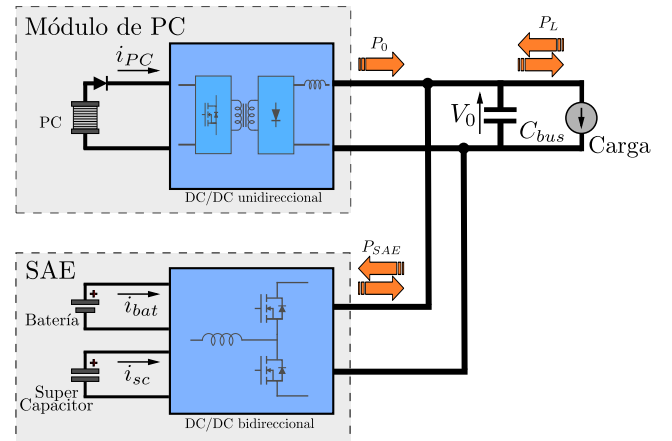 Módulo de PC
i_PC
PC
DC/DC unidireccional
P_0
P_L
V_0
C_bus
Carga
SAE
P_SAE
+
Batería
i_bat
+
Super
Capacitor
i_sc
DC/DC bidireccional